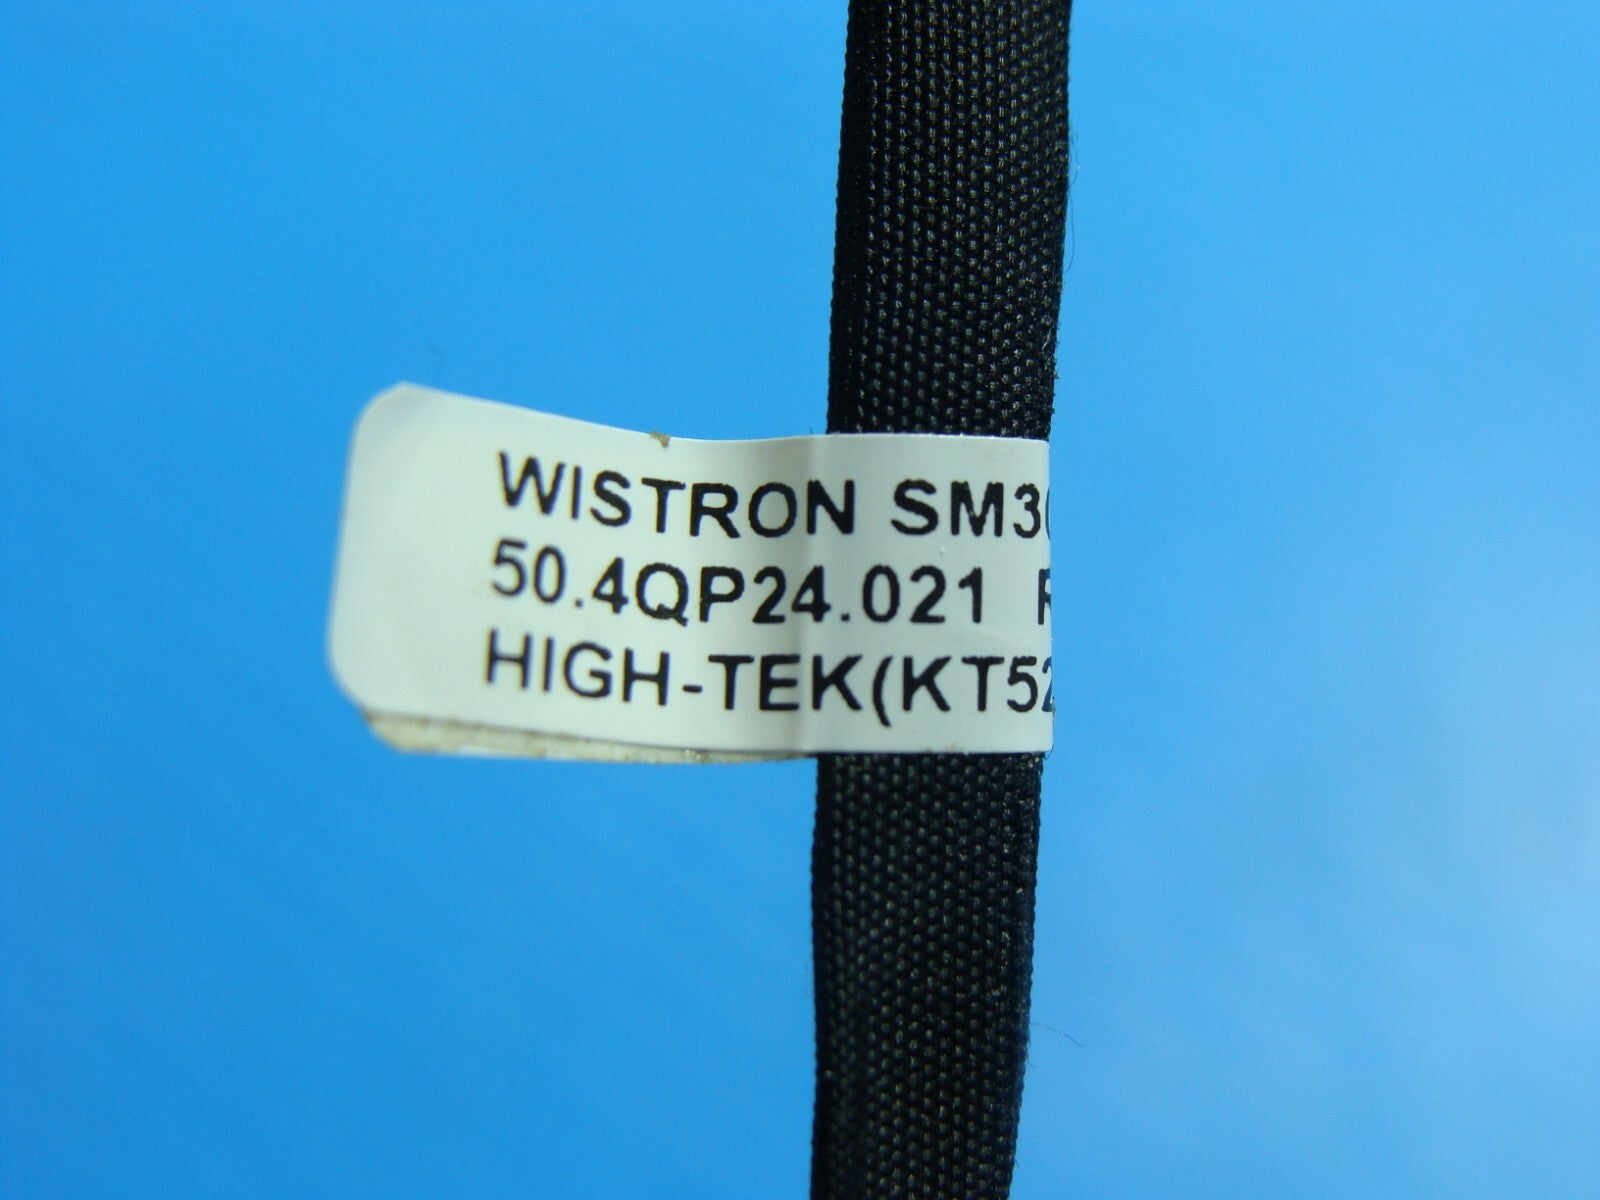 WISTRON SM3
50.4QP24.021
HIGH-TEK(KT52